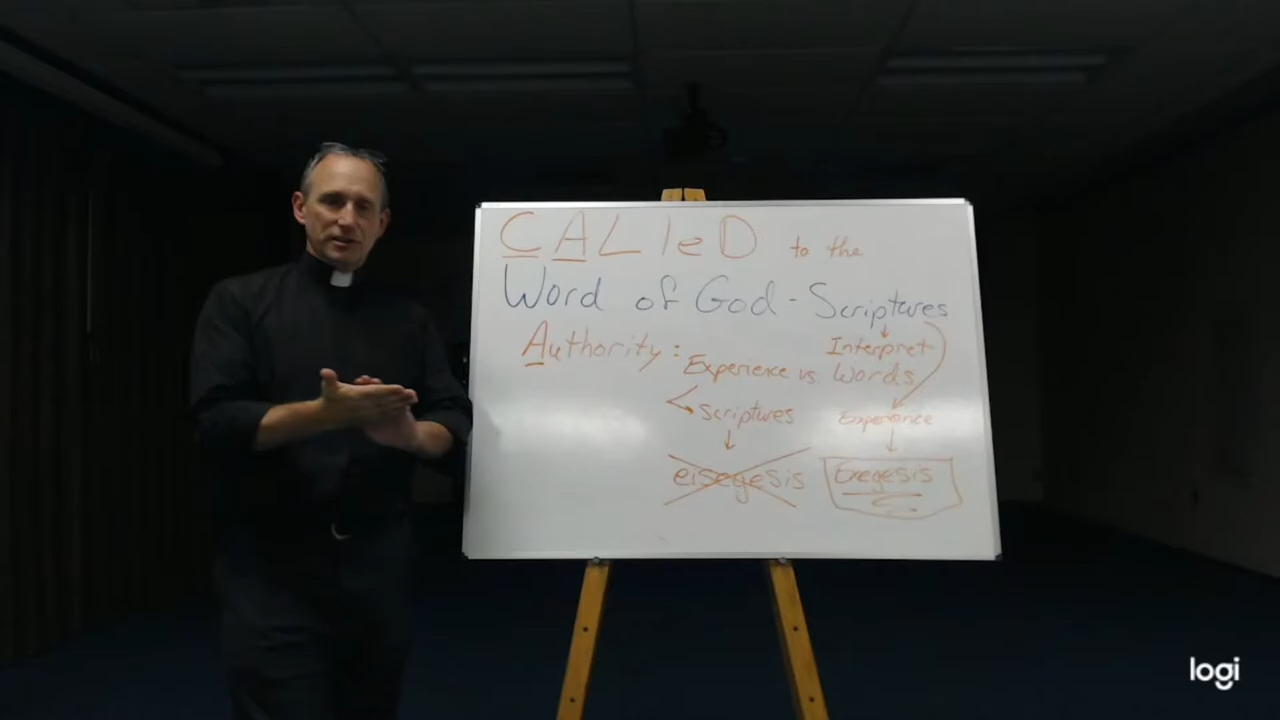 CALleD to the
Word of God - Scriptures
Authority: Experience vs. Words
Interpret
Scriptures
Experience
eisegesis
Exegesis
logi